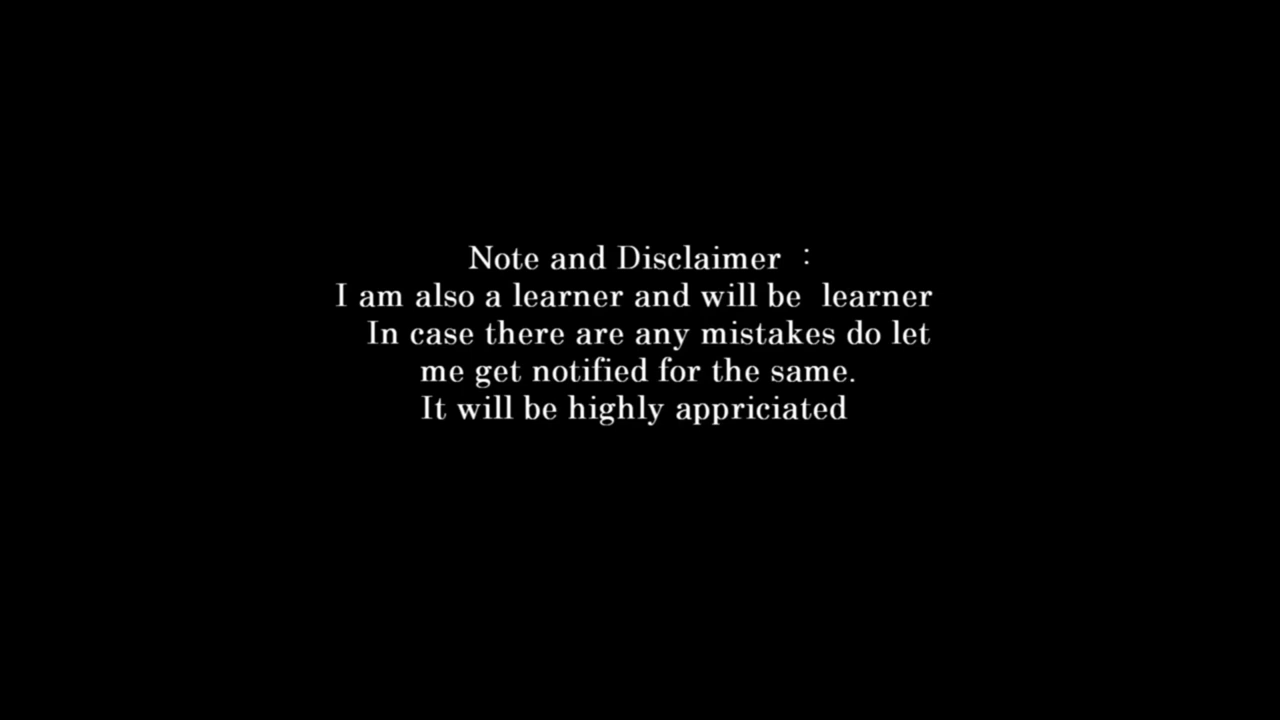 Note and Disclaimer :
I am also a learner and will be learner
In case there are any mistakes do let
me get notified for the same.
It will be highly appriciated